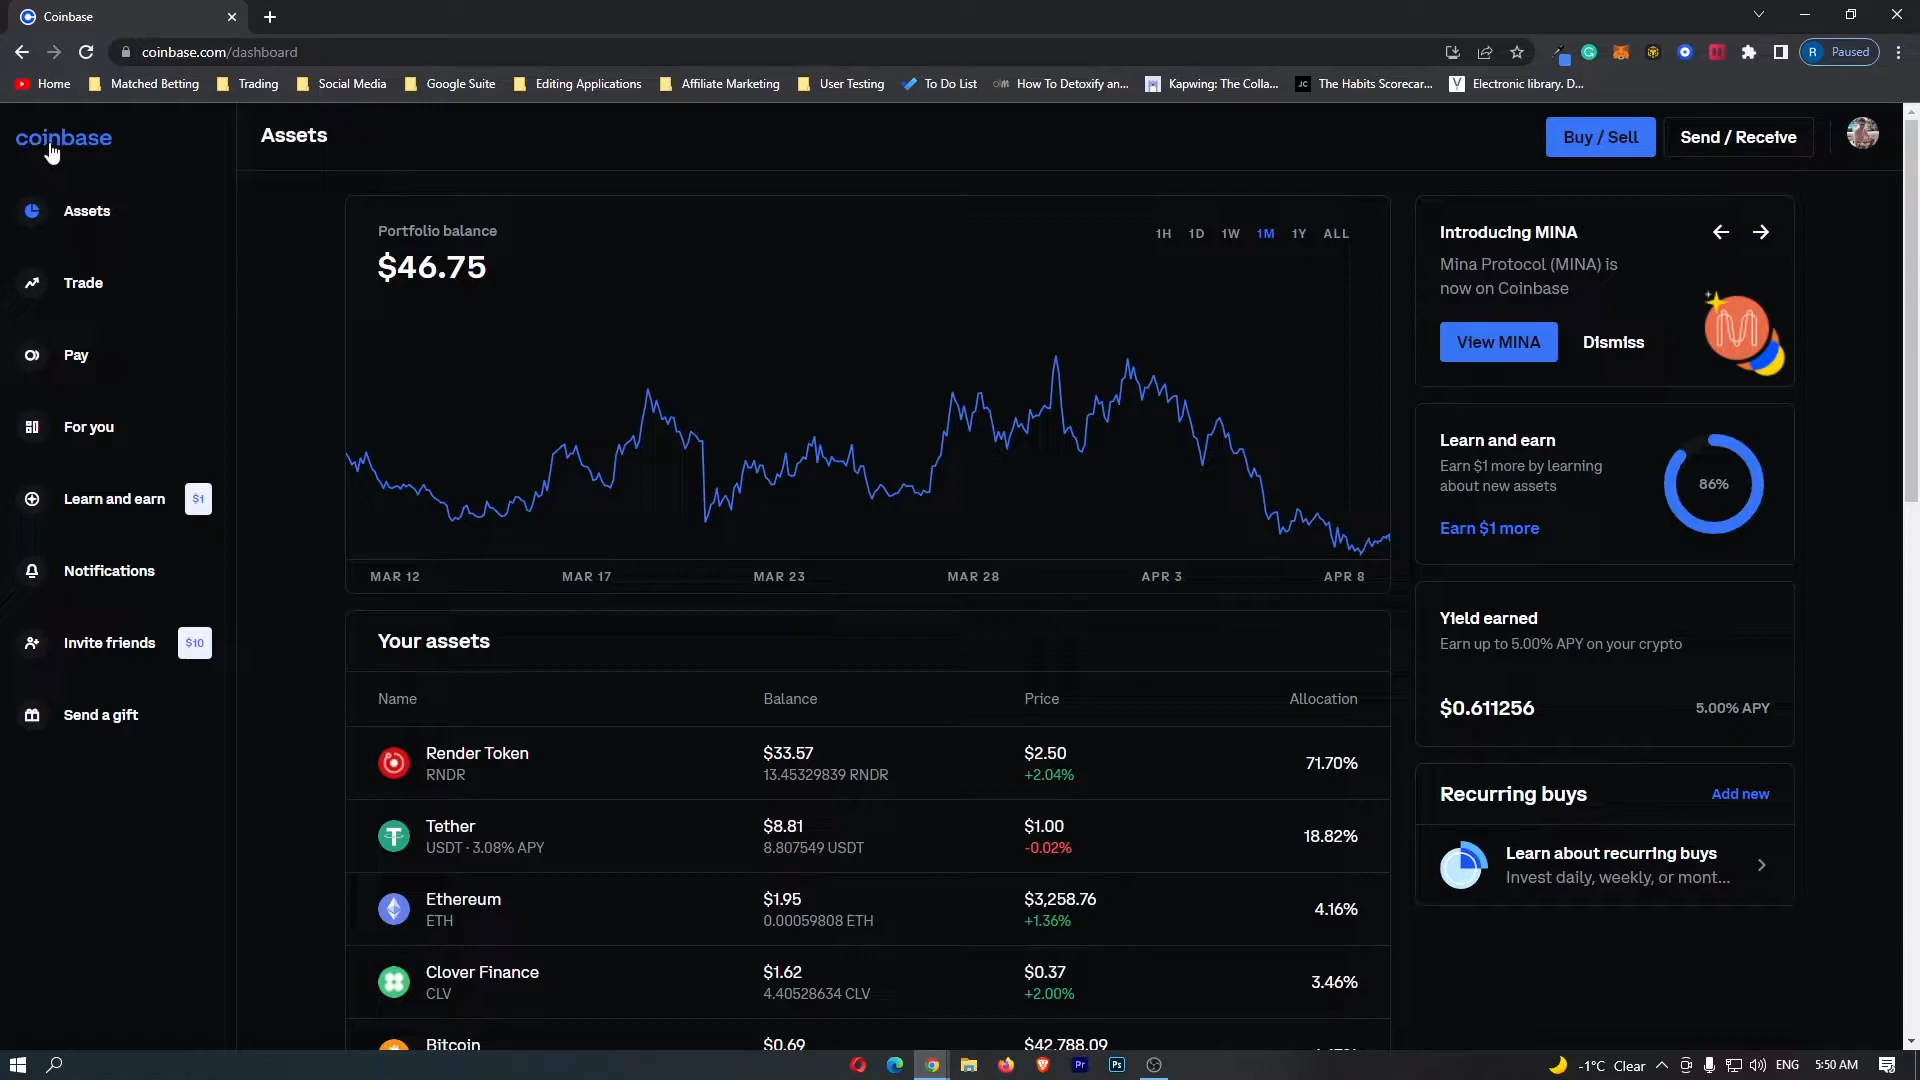 Coinbase
coinbase.com/dashboard
R Paused
Home Matched Betting Trading Social Media Google Suite Editing Applications Affiliate Marketing User Testing To Do List How To Detoxify an... Kapwing: The Colla... The Habits Scorecar... Electronic library. D...
coinbase
Assets
Trade
Pay
For you
Learn and earn $1
Notifications
Invite friends $10
Send a gift
Assets
Buy / Sell Send / Receive
Portfolio balance
$46.75
1H 1D 1W 1M 1Y ALL
MAR 12 MAR 17 MAR 23 MAR 28 APR 3 APR 8
Your assets
Name Balance Price Allocation
Render Token $33.57 $2.50 71.70%
RNDR 13.45329839 RNDR +2.04%
Tether $8.81 $1.00 18.82%
USDT · 3.08% APY 8.807549 USDT -0.02%
Ethereum $1.95 $3,258.76 4.16%
ETH 0.00059808 ETH +1.36%
Clover Finance $1.62 $0.37 3.46%
CLV 4.40528634 CLV +2.00%
Bitcoin $0.69 $42,788.09
Introducing MINA
Mina Protocol (MINA) is
now on Coinbase
View MINA Dismiss
Learn and earn
Earn $1 more by learning
about new assets
Earn $1 more
86%
Yield earned
Earn up to 5.00% APY on your crypto
$0.611256 5.00% APY
Recurring buys Add new
Learn about recurring buys
Invest daily, weekly, or mont...
-1°C Clear ENG 5:50 AM